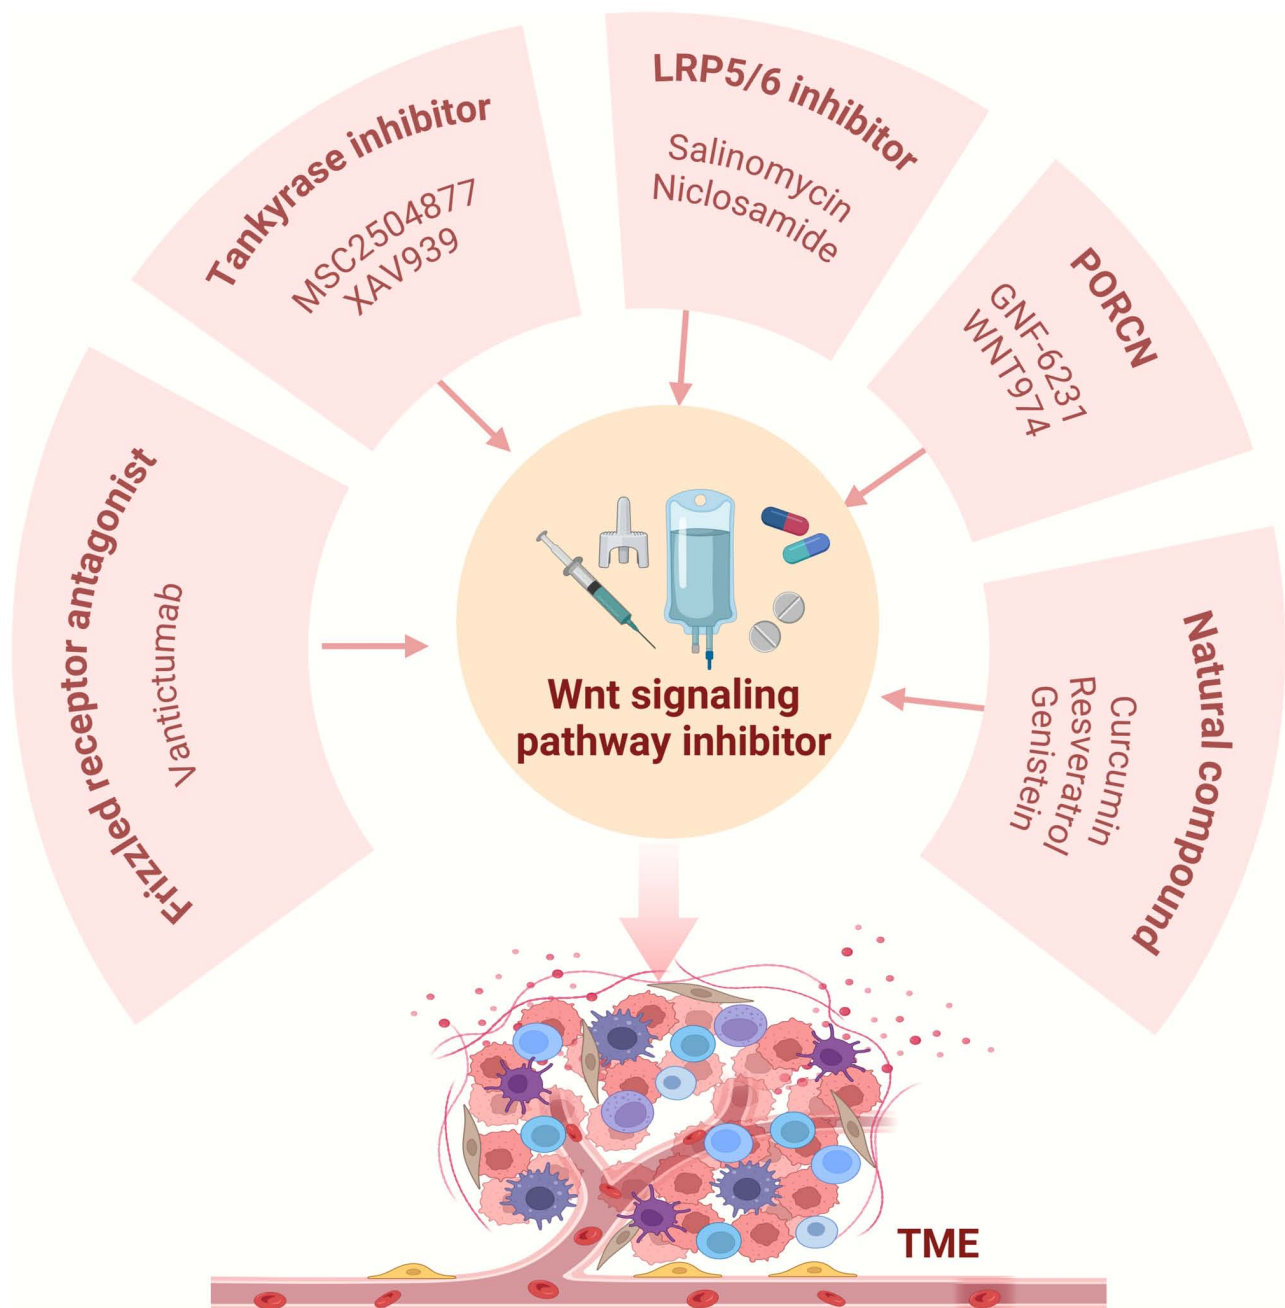 Frizzled receptor antagonist
Vantictumab
Tankyrase inhibitor
MSC2504877
XAV939
LRP5/6 inhibitor
Salinomycin
Niclosamide
PORCN
GNF-6231
WNT974
Natural compound
Curcumin
Resveratrol
Genistein
Wnt signaling
pathway inhibitor
TME